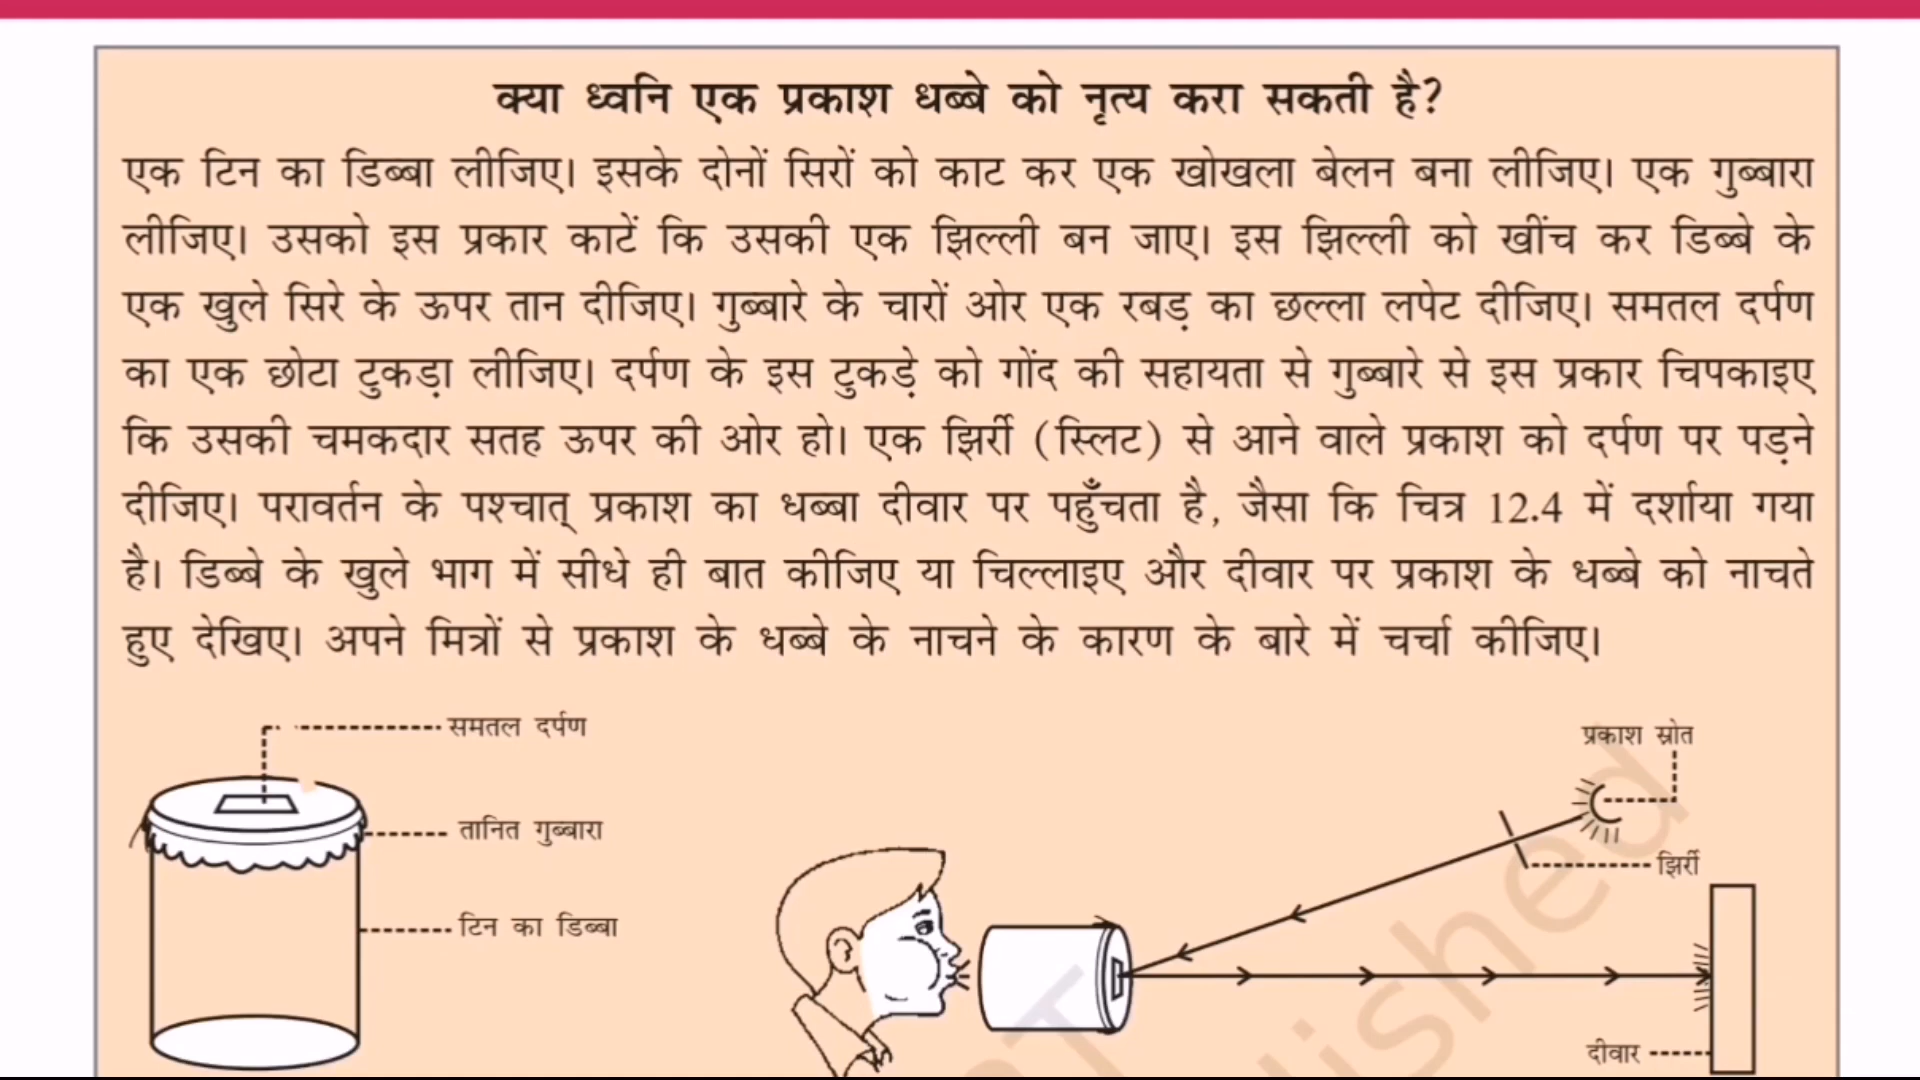 क्या ध्वनि एक प्रकाश धब्बे को नृत्य करा सकती है?
एक टिन का डिब्बा लीजिए। इसके दोनों सिरों को काट कर एक खोखला बेलन बना लीजिए। एक गुब्बारा
लीजिए। उसको इस प्रकार काटें कि उसकी एक झिल्ली बन जाए। इस झिल्ली को खींच कर डिब्बे के
एक खुले सिरे के ऊपर तान दीजिए। गुब्बारे के चारों ओर एक रबड़ का छल्ला लपेट दीजिए। समतल दर्पण
का एक छोटा टुकड़ा लीजिए। दर्पण के इस टुकड़े को गोंद की सहायता से गुब्बारे से इस प्रकार चिपकाइए
कि उसकी चमकदार सतह ऊपर की ओर हो। एक झिर्री (स्लिट) से आने वाले प्रकाश को दर्पण पर पड़ने
दीजिए। परावर्तन के पश्चात् प्रकाश का धब्बा दीवार पर पहुँचता है, जैसा कि चित्र 12.4 में दर्शाया गया
है। डिब्बे के खुले भाग में सीधे ही बात कीजिए या चिल्लाइए और दीवार पर प्रकाश के धब्बे को नाचते
हुए देखिए। अपने मित्रों से प्रकाश के धब्बे के नाचने के कारण के बारे में चर्चा कीजिए।
समतल दर्पण
तानित गुब्बारा
टिन का डिब्बा
प्रकाश स्रोत
झिर्री
दीवार